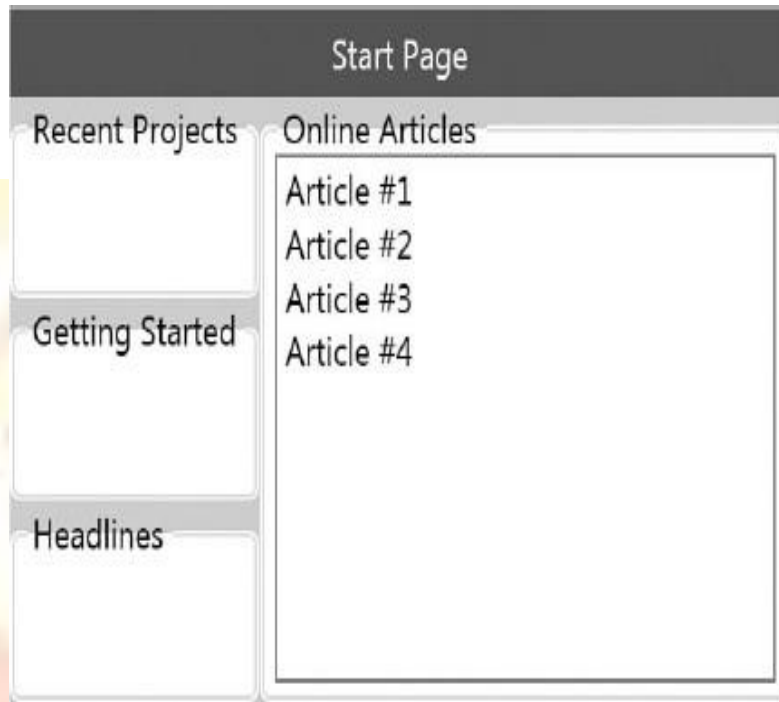 Start Page
Recent Projects
Online Articles
Article #1
Article #2
Article #3
Article #4
Getting Started
Headlines